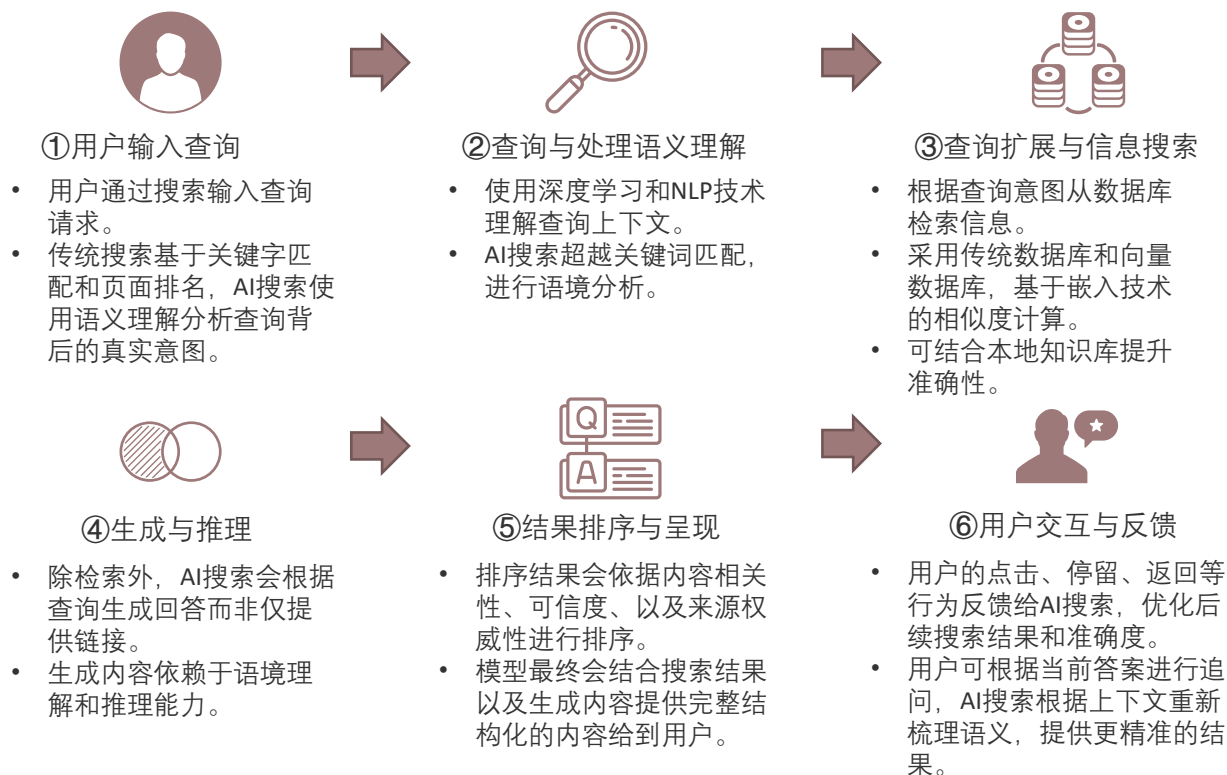 ①用户输入查询
• 用户通过搜索输入查询
请求。
• 传统搜索基于关键字匹
配和页面排名，AI搜索使
用语义理解分析查询背
后的真实意图。
②查询与处理语义理解
• 使用深度学习和NLP技术
理解查询上下文。
• AI搜索超越关键词匹配，
进行语境分析。
③查询扩展与信息搜索
• 根据查询意图从数据库
检索信息。
• 采用传统数据库和向量
数据库，基于嵌入技术
的相似度计算。
• 可结合本地知识库提升
准确性。
④生成与推理
• 除检索外，AI搜索会根据
查询生成回答而非仅提
供链接。
• 生成内容依赖于语境理
解和推理能力。
Q
A
⑤结果排序与呈现
• 排序结果会依据内容相关
性、可信度、以及来源权
威性进行排序。
• 模型最终会结合搜索结果
以及生成内容提供完整结
构化的内容给到用户。
⑥用户交互与反馈
• 用户的点击、停留、返回等
行为反馈给AI搜索，优化后
续搜索结果和准确度。
• 用户可根据当前答案进行追
问，AI搜索根据上下文重新
梳理语义，提供更精准的结
果。